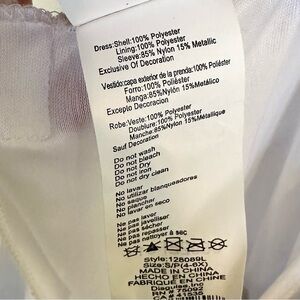 Dress:Shell:100% Polyester
Lining:100% Polyester
Sleeve:85% Nylon 15% Metallic
Exclusive Of Decoration
Vestido:capa exterior de la prenda:100% Poliéster
Forro:100% Poliéster
Manga:85%Nylon 15%Metálico
Excepto Decoracion
Robe:Veste:100% Polyester
Doublure:100% Polyester
Manche:85%Nylon 15%Métallique
Sauf Decoration
Do not wash
Do not bleach
Do not Dry
Do not iron
Do not dry clean
No lavar
No utilizar blanqueadores
No seque
No planchar
No lavar en seco
Ne pas laver
Ne pas javelliser
Ne pas sécher
Ne pas repasser
Ne pas nettoyer à sec
Style:128089L
Size:S/P(4-6X)
MADE IN CHINA
HECHO EN CHINA
FABRIQUÉ EN CHINE
Disguise,Inc
RN # 75092